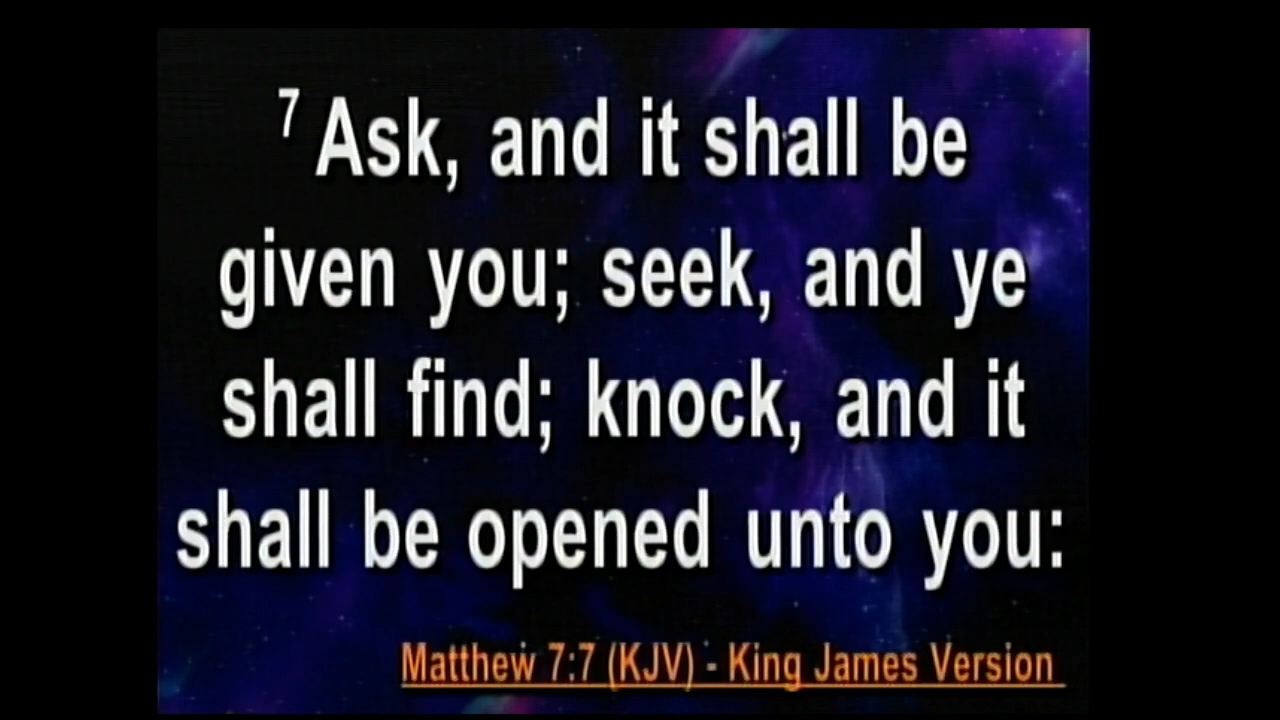 7 Ask, and it shall be
given you; seek, and ye
shall find; knock, and it
shall be opened unto you:
Matthew 7:7 (KJV) - King James Version